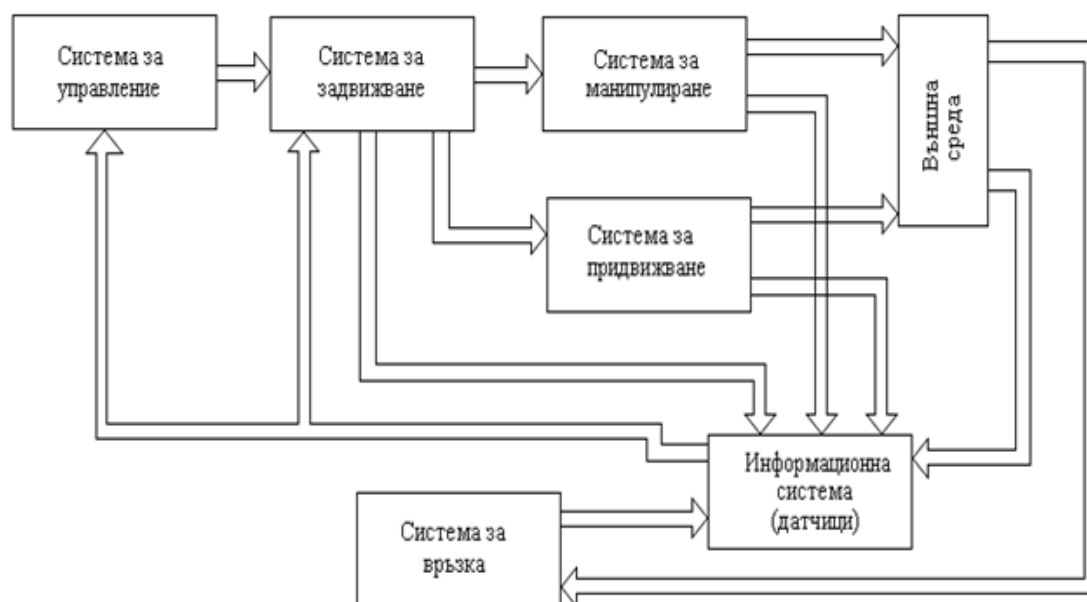 Система за
управление
Система за
задвижване
Система за
манипулиране
Външна
среда
Система за
придвижване
Информационна
система
(датчици)
Система за
връзка